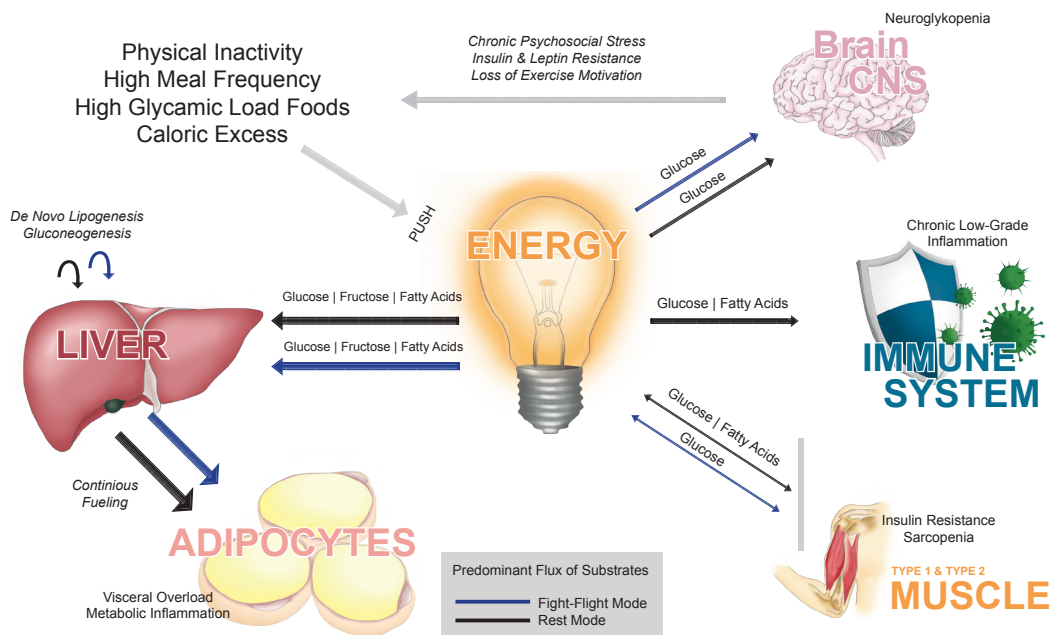 Neuroglykopenia
Brain
CNS
Physical Inactivity
High Meal Frequency
High Glycamic Load Foods
Caloric Excess
Chronic Psychosocial Stress
Insulin & Leptin Resistance
Loss of Exercise Motivation
Glucose
Glucose
PUSH
ENERGY
De Novo Lipogenesis
Gluconeogenesis
LIVER
Glucose | Fructose | Fatty Acids
Glucose | Fructose | Fatty Acids
Glucose | Fatty Acids
Chronic Low-Grade
Inflammation
IMMUNE
SYSTEM
Glucose | Fatty Acids
Glucose
Continious
Fueling
ADIPOCYTES
Visceral Overload
Metabolic Inflammation
Insulin Resistance
Sarcopenia
TYPE 1 & TYPE 2
MUSCLE
Predominant Flux of Substrates
Fight-Flight Mode
Rest Mode